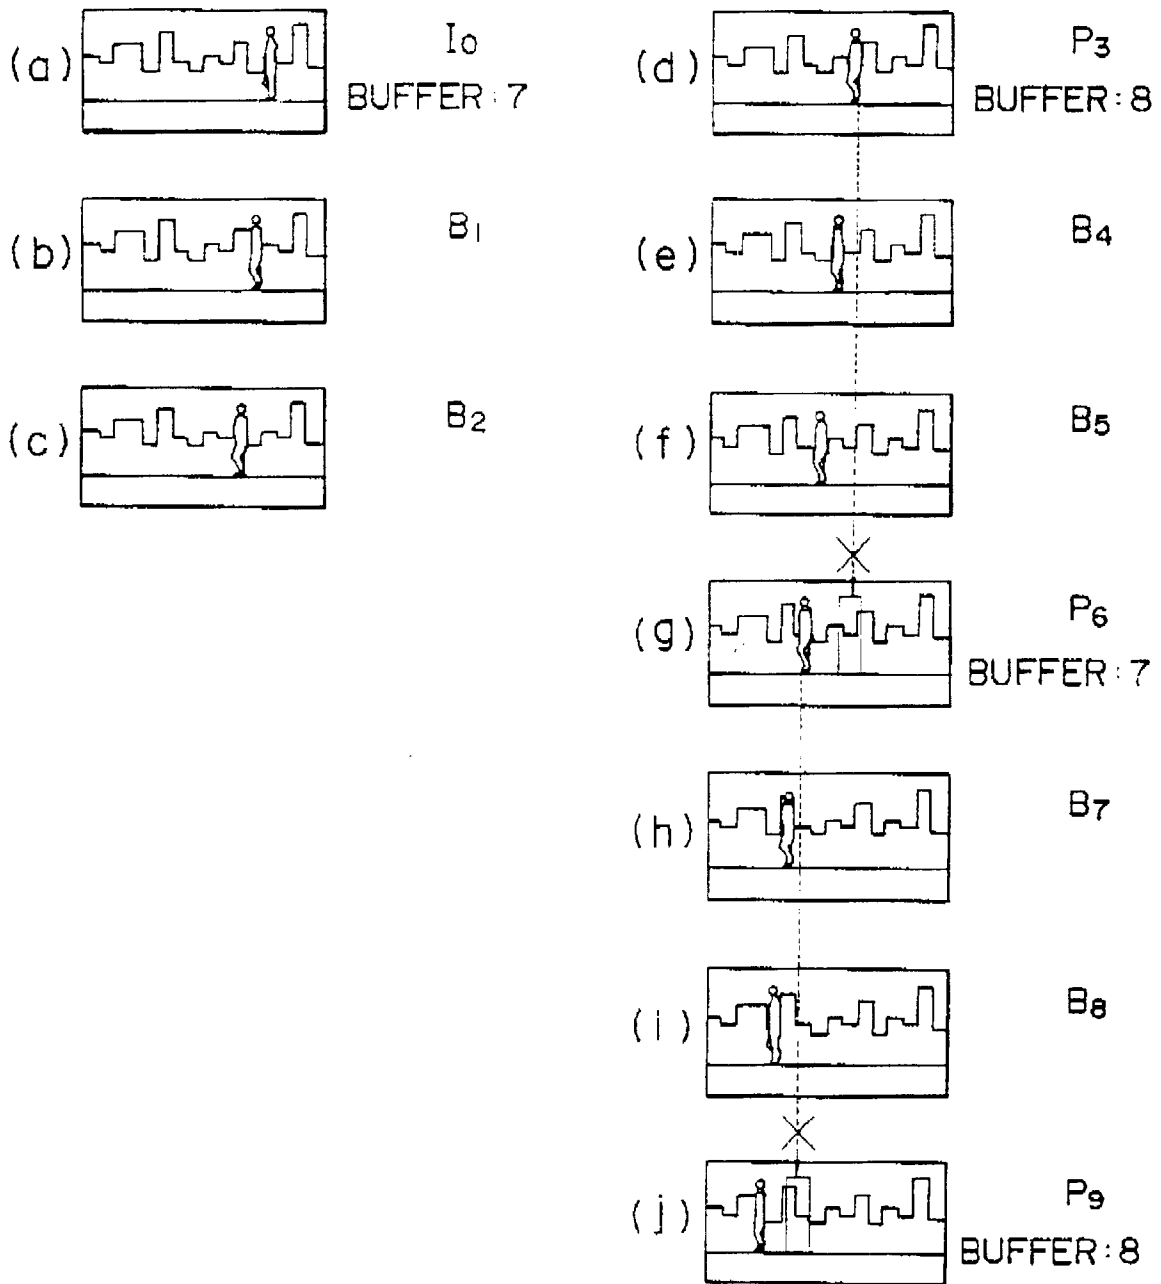 (a)
I0
BUFFER:7
(b)
B1
(c)
B2
(d)
P3
BUFFER:8
(e)
B4
(f)
B5
(g)
P6
BUFFER:7
(h)
B7
(i)
B8
(j)
P9
BUFFER:8